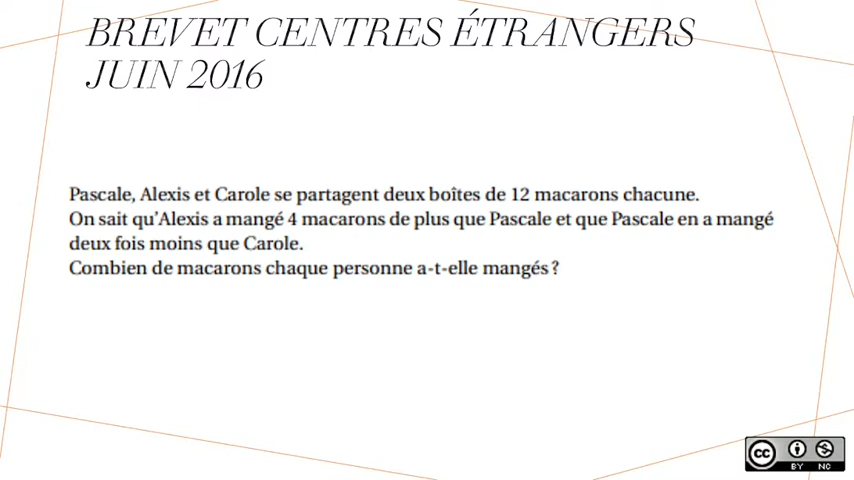 BREVET CENTRES ÉTRANGERS
JUIN 2016
Pascale, Alexis et Carole se partagent deux boîtes de 12 macarons chacune.
On sait qu'Alexis a mangé 4 macarons de plus que Pascale et que Pascale en a mangé
deux fois moins que Carole.
Combien de macarons chaque personne a-t-elle mangés ?
cc
BY NC